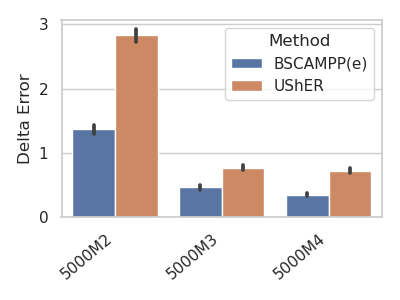 3
2
1
0
Delta Error
Method
BSCAMPP(e)
UShER
5000M2
5000M3
5000M4